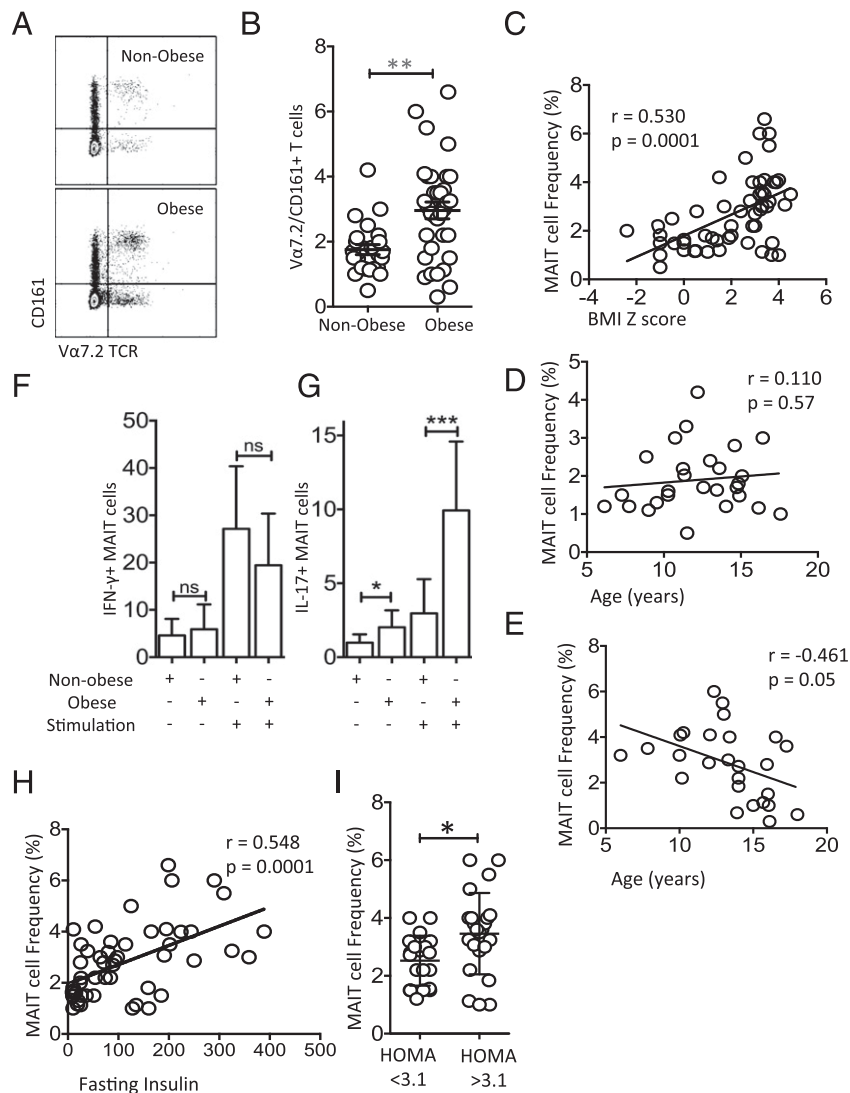 A
Non-Obese
Obese
CD161
Vα7.2 TCR
B
Vα7.2/CD161+ T cells
8
6
4
2
0
**
Non-Obese Obese
C
MAIT cell Frequency (%)
8
6
4
2
0
r = 0.530
p = 0.0001
-4 -2 0 2 4 6
BMI Z score
D
MAIT cell Frequency (%)
5
4
3
2
1
0
r = 0.110
p = 0.57
5 10 15 20
Age (years)
E
MAIT cell Frequency (%)
8
6
4
2
0
r = -0.461
p = 0.05
5 10 15 20
Age (years)
F
IFN-γ+ MAIT cells
50
40
30
20
10
0
ns
ns
G
IL-17+ MAIT cells
15
10
5
0
*
***
Non-obese + - + - + - + -
Obese - + - + - + - +
Stimulation - - + + - - + +
H
MAIT cell Frequency (%)
8
6
4
2
0
r = 0.548
p = 0.0001
0 100 200 300 400 500
Fasting Insulin
I
MAIT cell Frequency (%)
8
6
4
2
0
*
HOMA HOMA
<3.1 >3.1